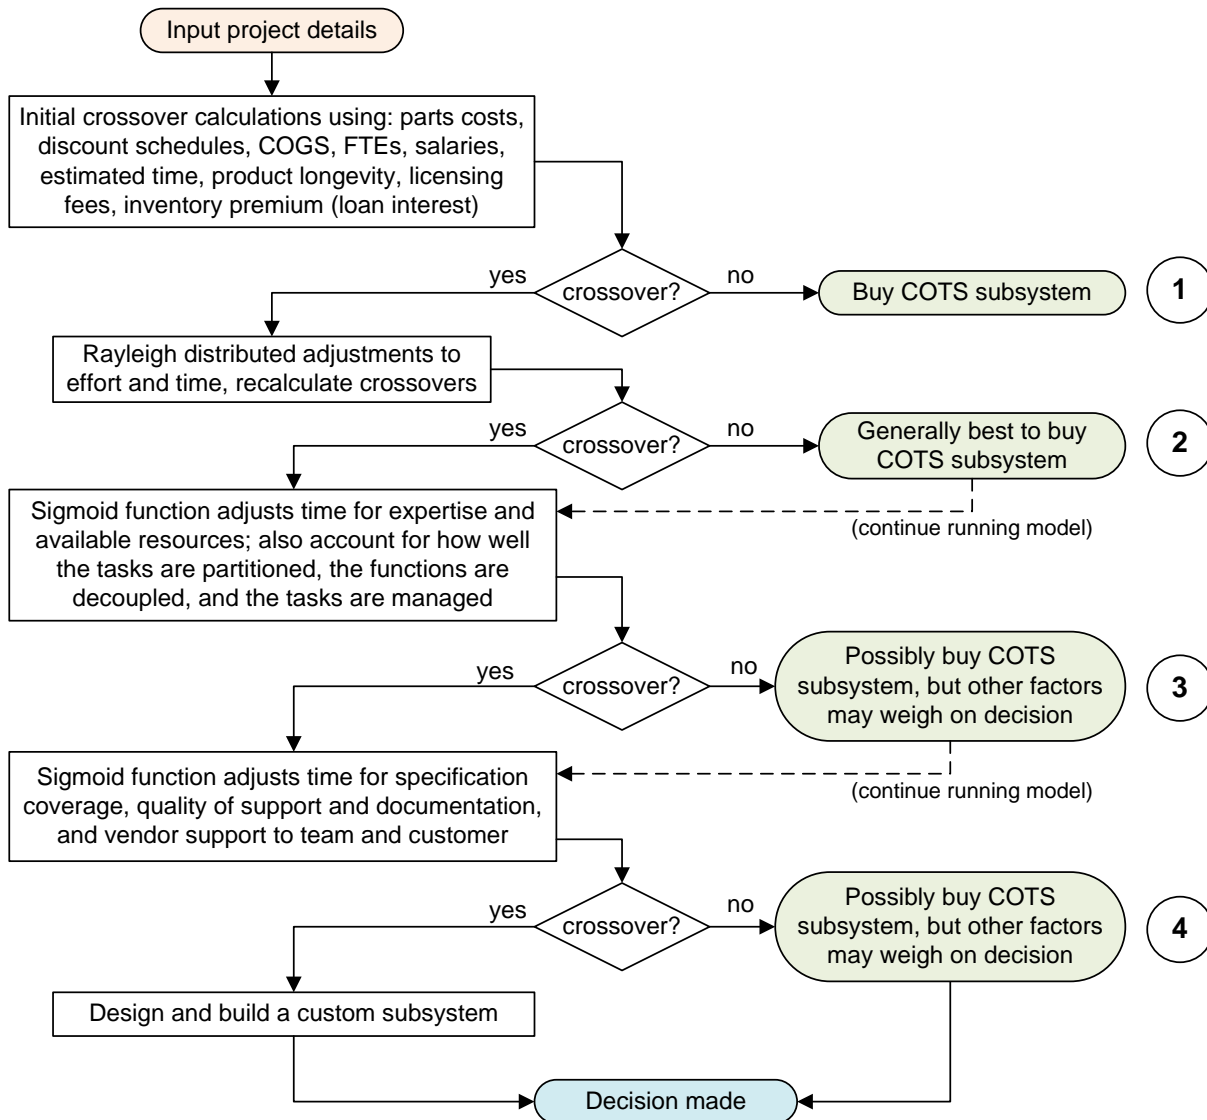 Input project details
Initial crossover calculations using: parts costs,
discount schedules, COGS, FTEs, salaries,
estimated time, product longevity, licensing
fees, inventory premium (loan interest)
yes
crossover?
no
Buy COTS subsystem
1
Rayleigh distributed adjustments to
effort and time, recalculate crossovers
yes
crossover?
no
Generally best to buy
COTS subsystem
2
(continue running model)
Sigmoid function adjusts time for expertise and
available resources; also account for how well
the tasks are partitioned, the functions are
decoupled, and the tasks are managed
yes
crossover?
no
Possibly buy COTS
subsystem, but other factors
may weigh on decision
3
(continue running model)
Sigmoid function adjusts time for specification
coverage, quality of support and documentation,
and vendor support to team and customer
yes
crossover?
no
Possibly buy COTS
subsystem, but other factors
may weigh on decision
4
Design and build a custom subsystem
Decision made